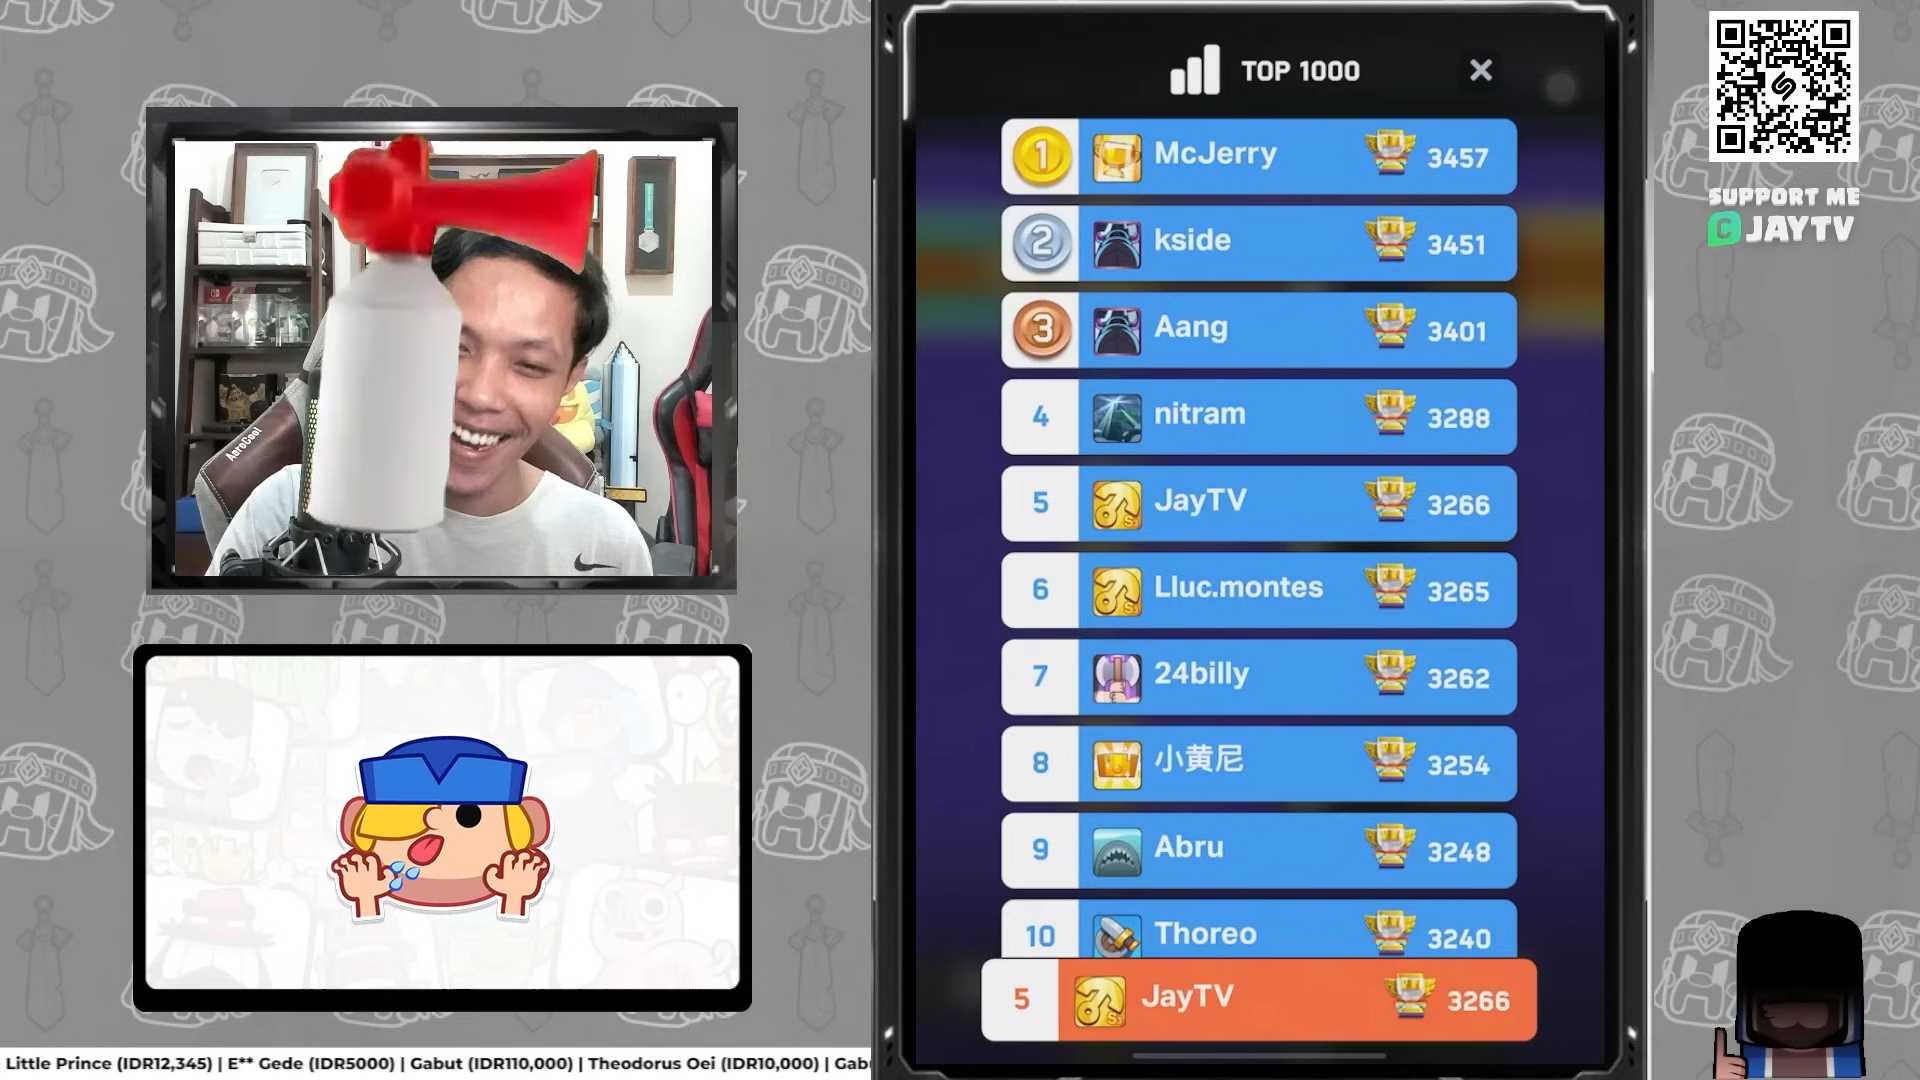 TOP 1000
1 McJerry 3457
2 kside 3451
3 Aang 3401
4 nitram 3288
5 JayTV 3266
6 Lluc.montes 3265
7 24billy 3262
8 小黄尼 3254
9 Abru 3248
10 Thoreo 3240
5 JayTV 3266
SUPPORT ME
JAYTV
AeroCool
Little Prince (IDR12,345) | E** Gede (IDR5000) | Gabut (IDR110,000) | Theodorus Oei (IDR10,000) | Gab